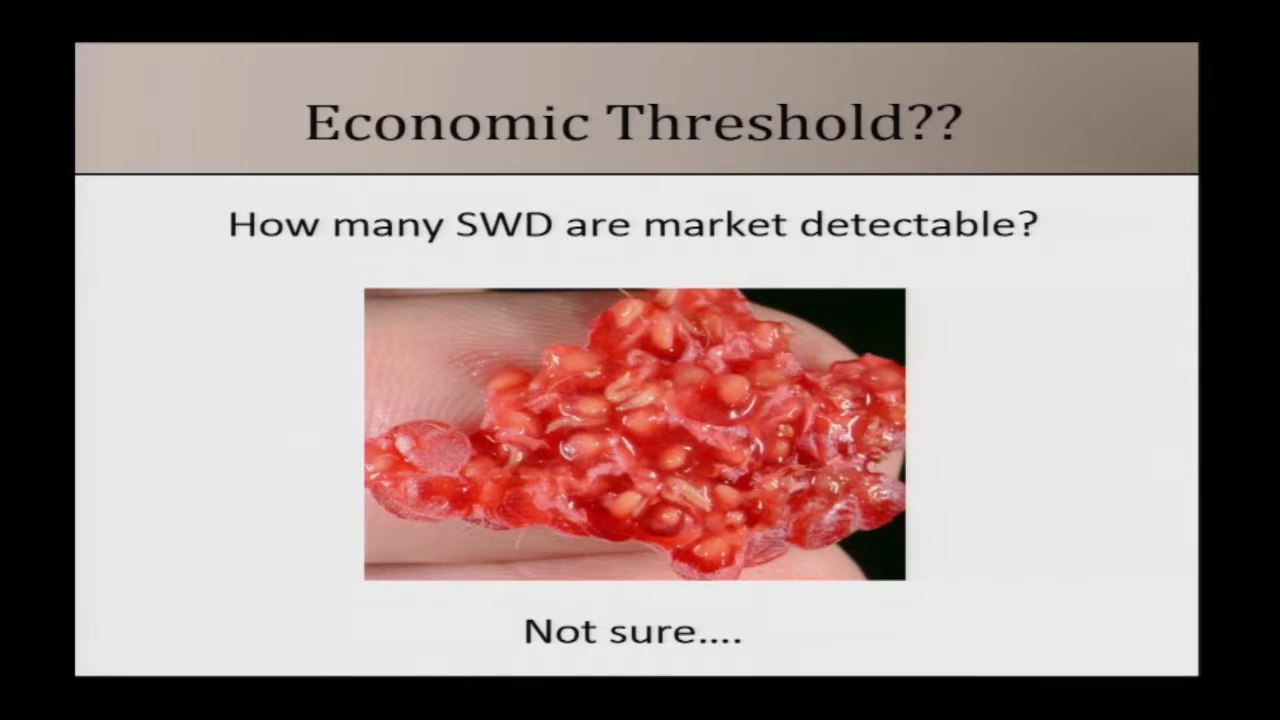 Economic Threshold??
How many SWD are market detectable?
Not sure....